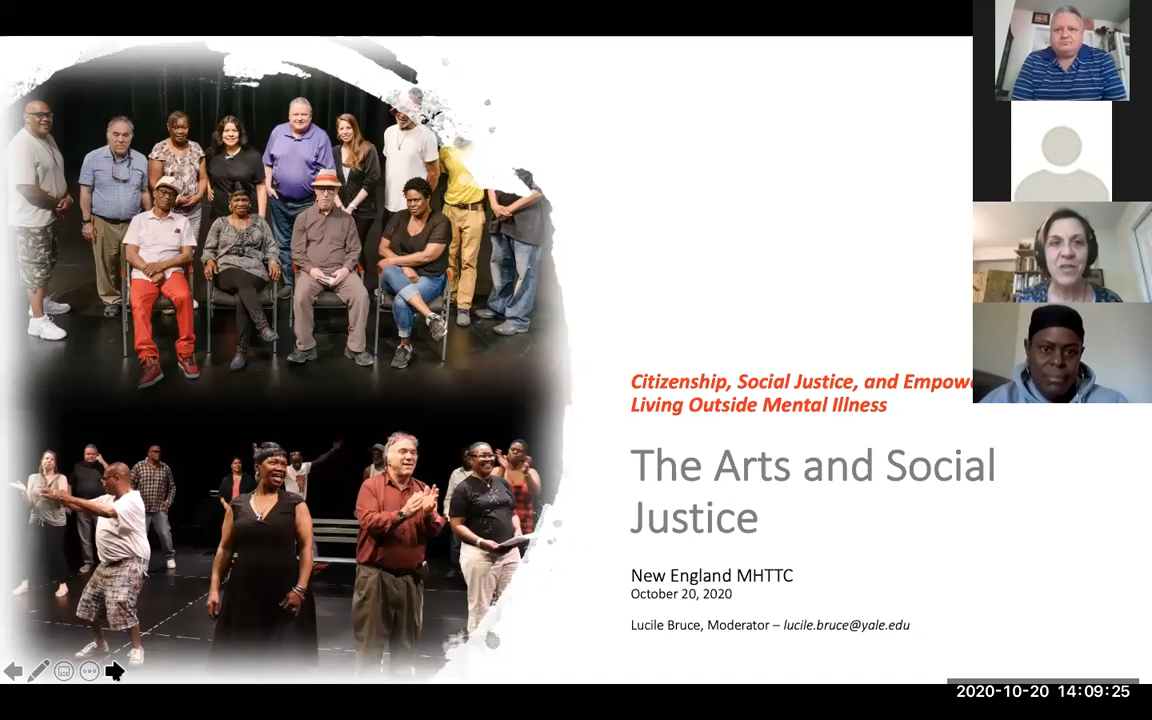 Citizenship, Social Justice, and
Living Outside Mental Illness
The Arts and Social
Justice
New England MHTTC
October 20, 2020
Lucile Bruce, Moderator – lucile.bruce@yale.edu
2020-10-20 14:09:25